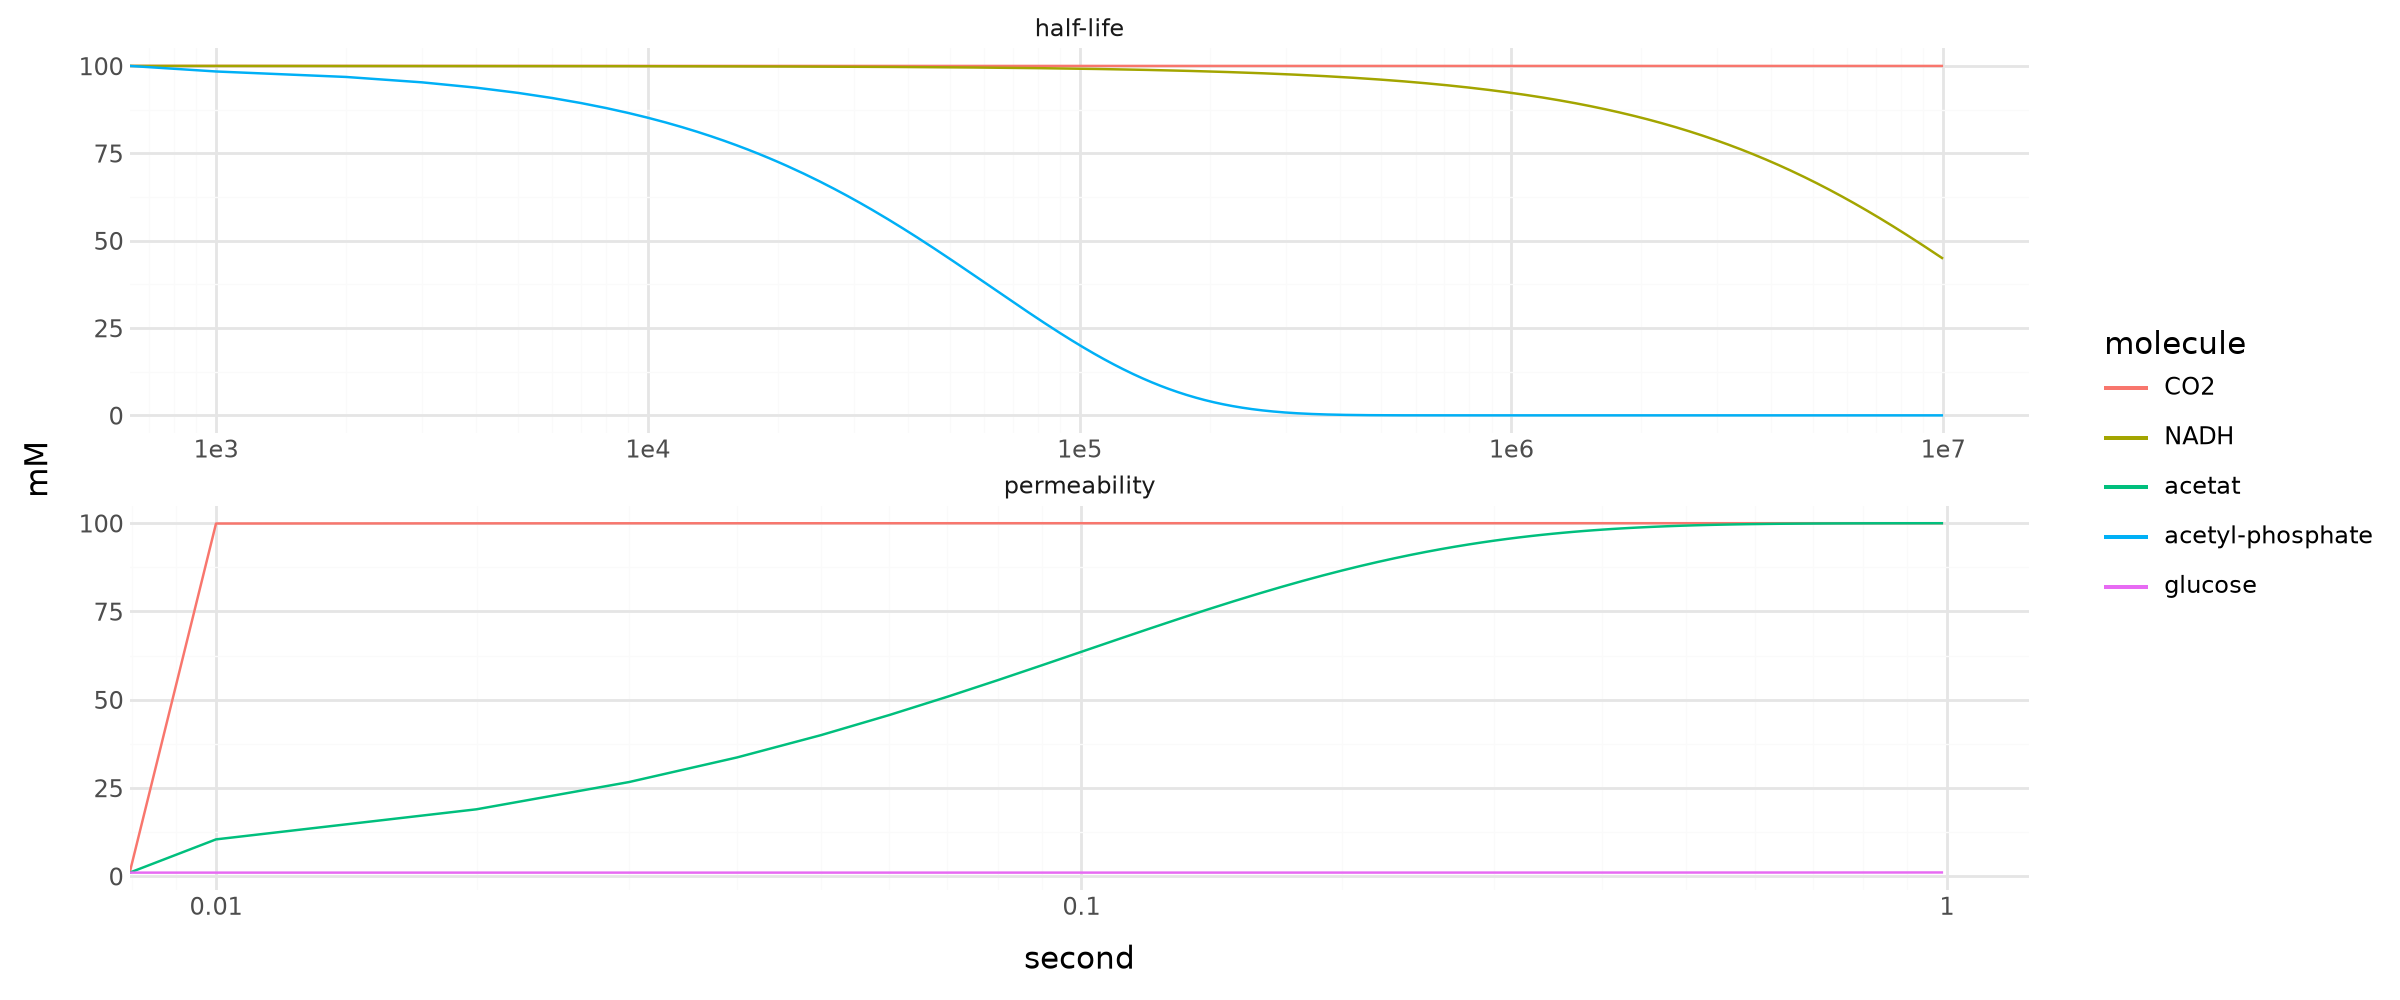 half-life
100
75
50
25
0
1e3 1e4 1e5 1e6 1e7
mM
permeability
100
75
50
25
0
0.01 0.1 1
second
molecule
CO2
NADH
acetat
acetyl-phosphate
glucose